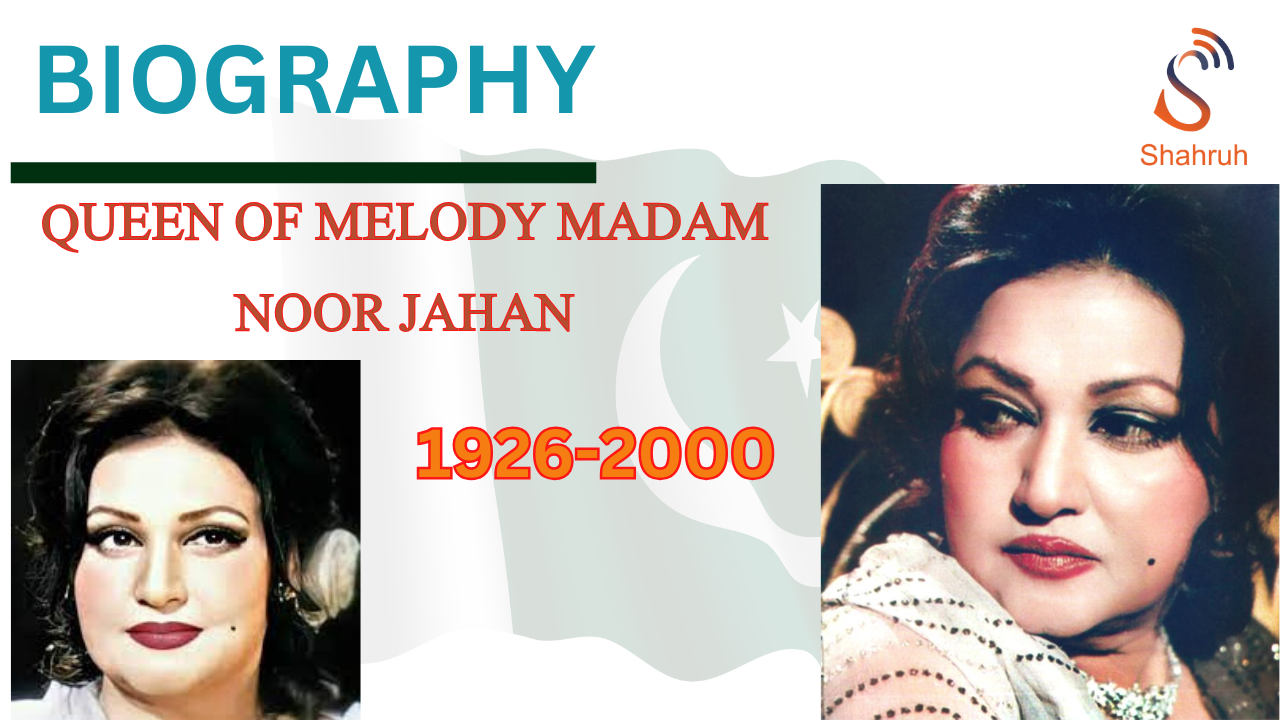 BIOGRAPHY
Shahruh
QUEEN OF MELODY MADAM
NOOR JAHAN
1926-2000